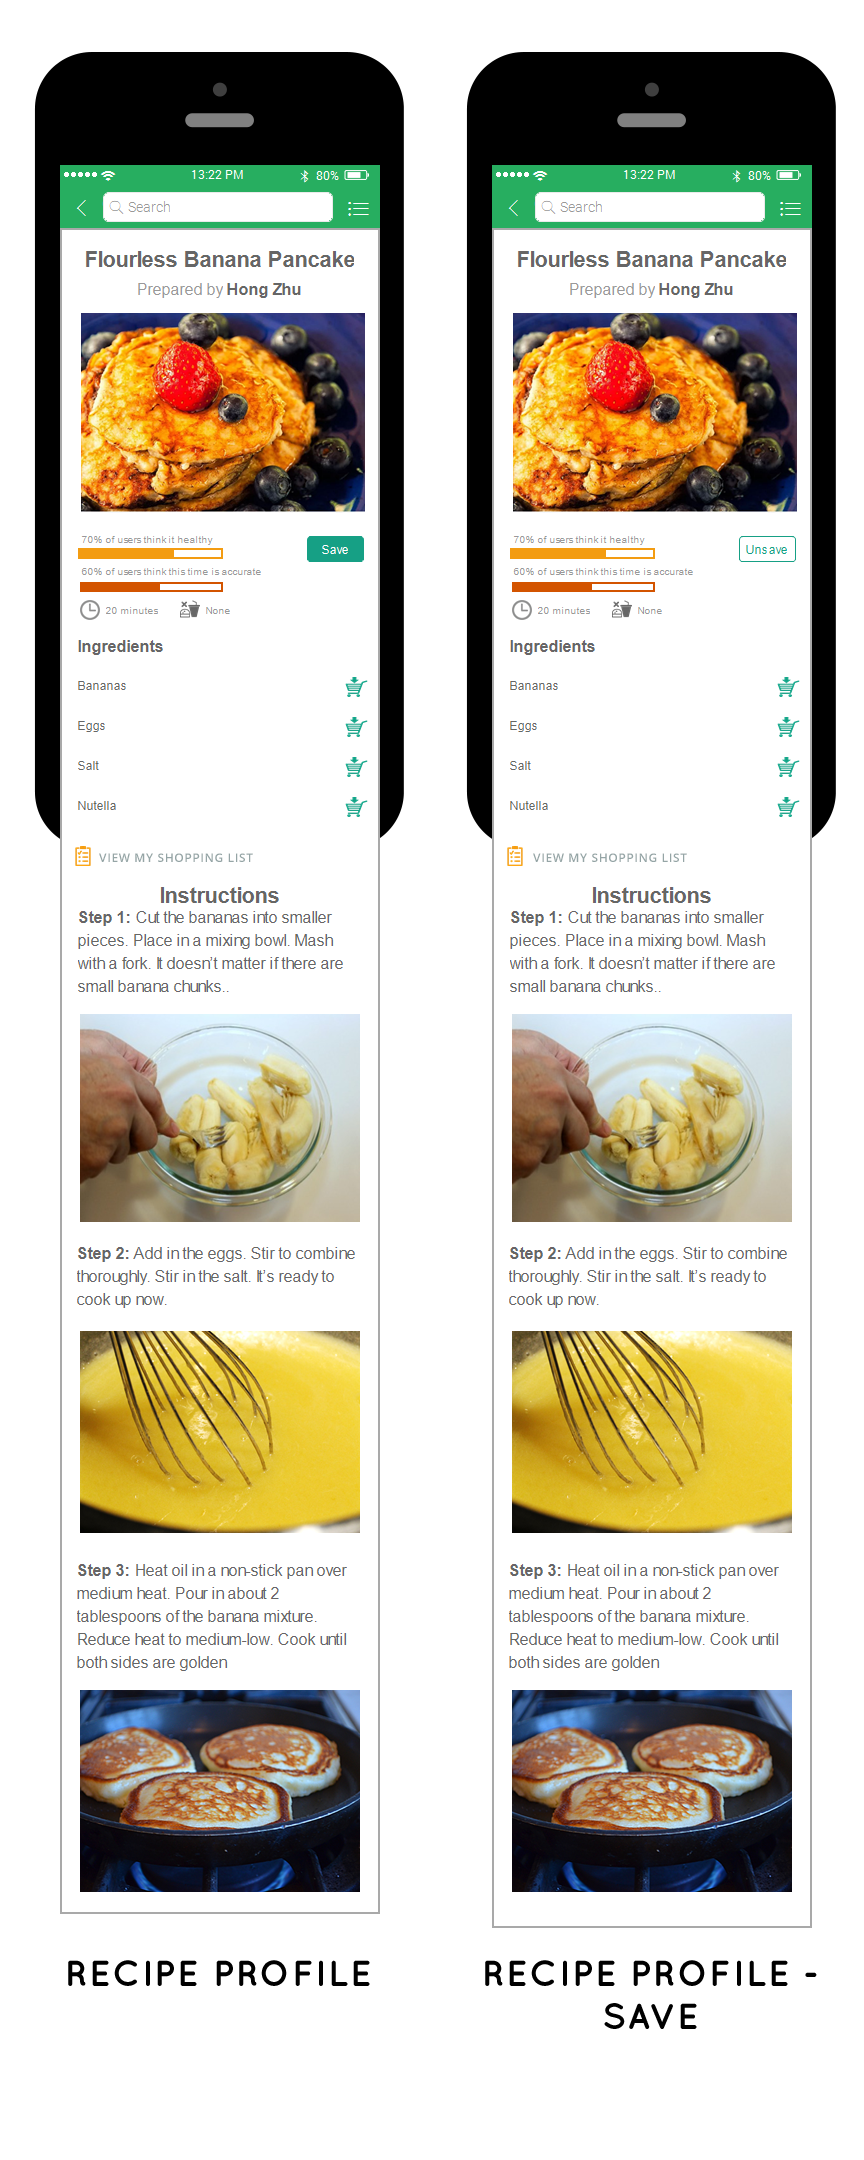 13:22 PM
80%
Search
Flourless Banana Pancake
Prepared by Hong Zhu
70% of users think it healthy
Save
60% of users think this time is accurate
20 minutes
None
Ingredients
Bananas
Eggs
Salt
Nutella
VIEW MY SHOPPING LIST
Instructions
Step 1: Cut the bananas into smaller
pieces. Place in a mixing bowl. Mash
with a fork. It doesn't matter if there are
small banana chunks..
Step 2: Add in the eggs. Stir to combine
thoroughly. Stir in the salt. It's ready to
cook up now.
Step 3: Heat oil in a non-stick pan over
medium heat. Pour in about 2
tablespoons of the banana mixture.
Reduce heat to medium-low. Cook until
both sides are golden
RECIPE PROFILE
13:22 PM
80%
Search
Flourless Banana Pancake
Prepared by Hong Zhu
70% of users think it healthy
Unsave
60% of users think this time is accurate
20 minutes
None
Ingredients
Bananas
Eggs
Salt
Nutella
VIEW MY SHOPPING LIST
Instructions
Step 1: Cut the bananas into smaller
pieces. Place in a mixing bowl. Mash
with a fork. It doesn't matter if there are
small banana chunks..
Step 2: Add in the eggs. Stir to combine
thoroughly. Stir in the salt. It's ready to
cook up now.
Step 3: Heat oil in a non-stick pan over
medium heat. Pour in about 2
tablespoons of the banana mixture.
Reduce heat to medium-low. Cook until
both sides are golden
RECIPE PROFILE -
SAVE